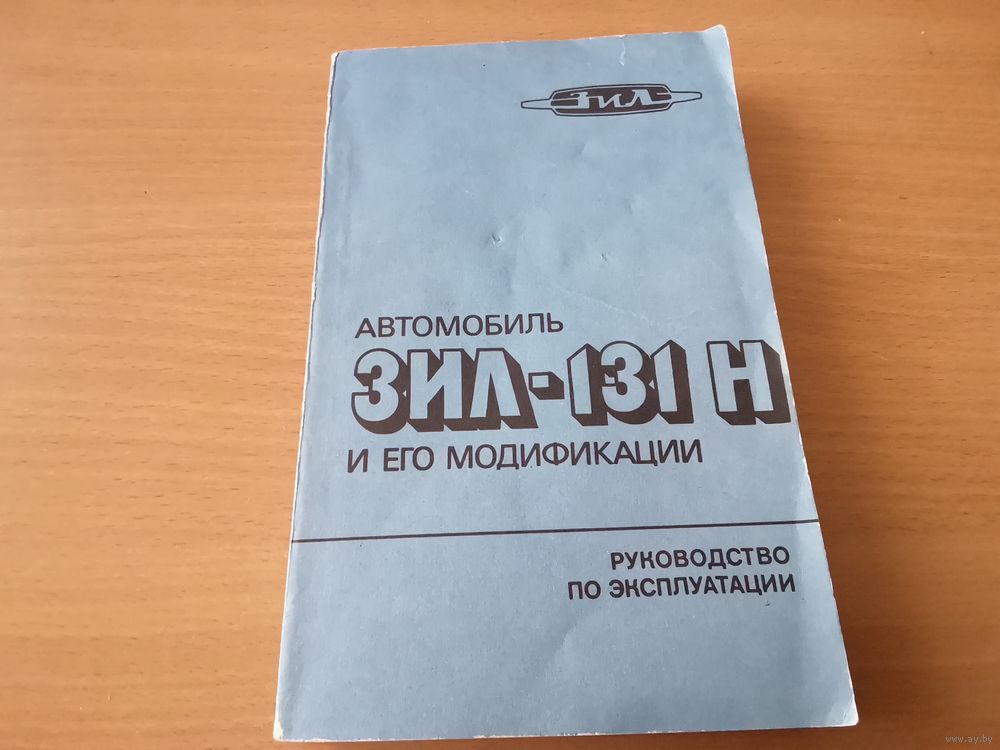 ЗИЛ
АВТОМОБИЛЬ
ЗИЛ-131 Н
И ЕГО МОДИФИКАЦИИ
РУКОВОДСТВО
ПО ЭКСПЛУАТАЦИИ
www.ay.by